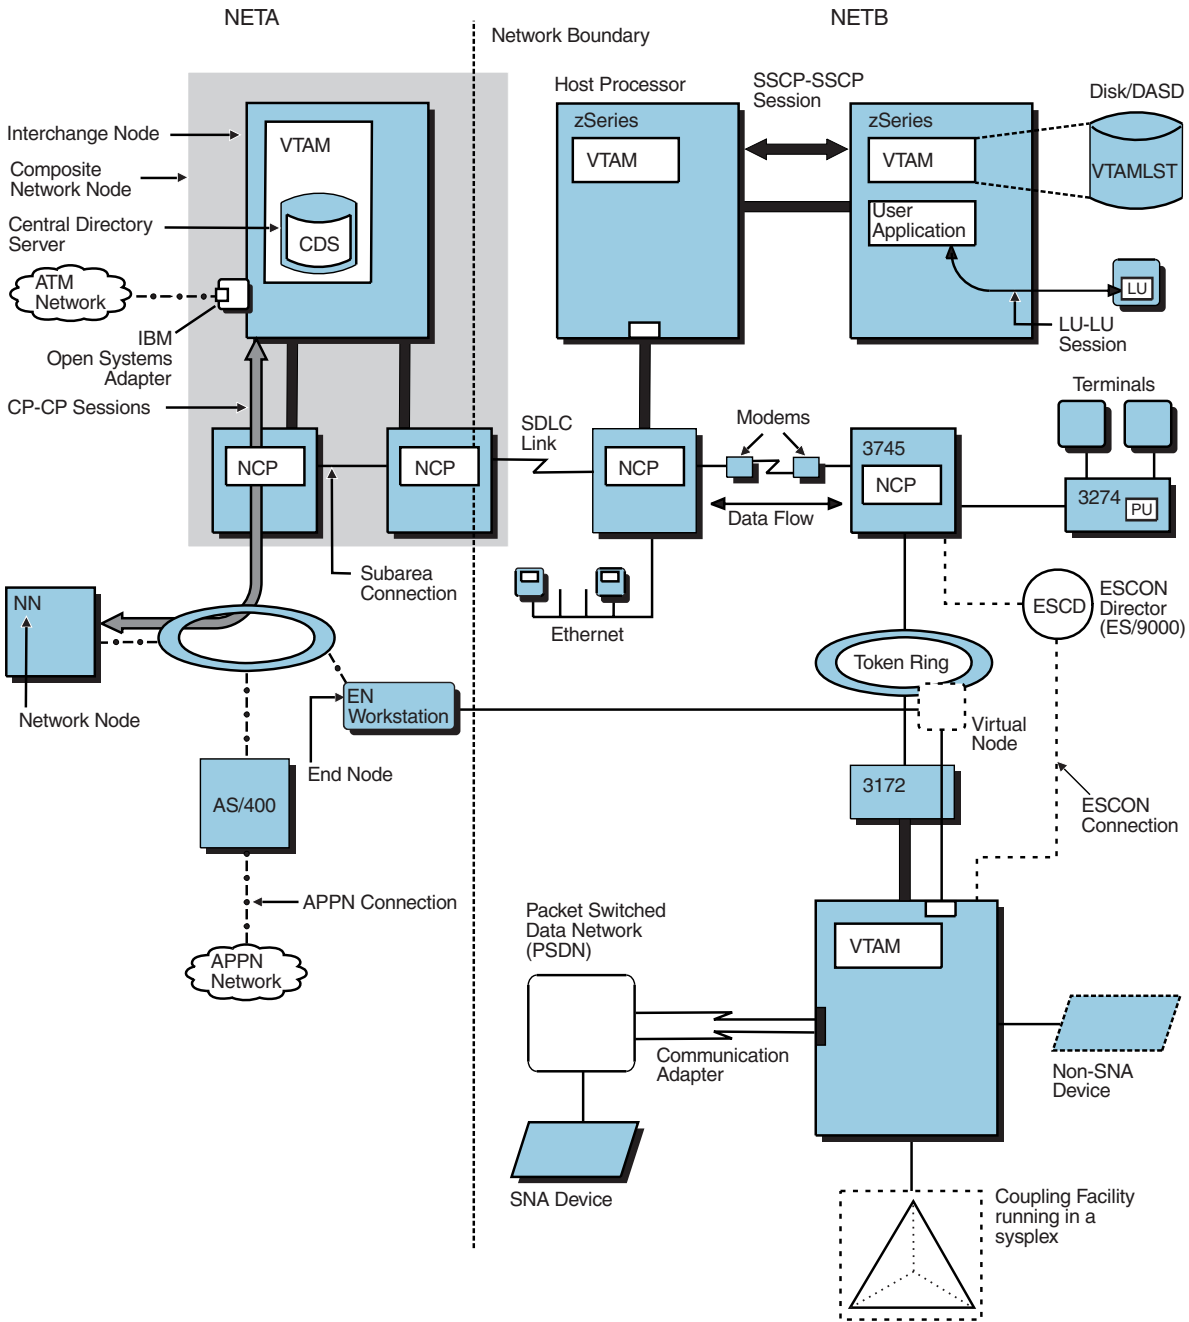 NETA
NETB
Network Boundary
Host Processor
SSCP-SSCP
Session
Disk/DASD
Interchange Node
Composite
Network Node
Central Directory
Server
VTAM
CDS
zSeries
VTAM
zSeries
VTAM
User
Application
VTAMLST
ATM
Network
IBM
Open Systems
Adapter
CP-CP Sessions
LU
LU-LU
Session
NCP
NCP
SDLC
Link
NCP
Modems
Data Flow
3745
NCP
Terminals
3274
PU
Subarea
Connection
Ethernet
ESCD
ESCON
Director
(ES/9000)
NN
Network Node
EN
Workstation
End Node
Token Ring
Virtual
Node
3172
ESCON
Connection
AS/400
APPN Connection
APPN
Network
Packet Switched
Data Network
(PSDN)
VTAM
Communication
Adapter
SNA Device
Non-SNA
Device
Coupling Facility
running in a
sysplex